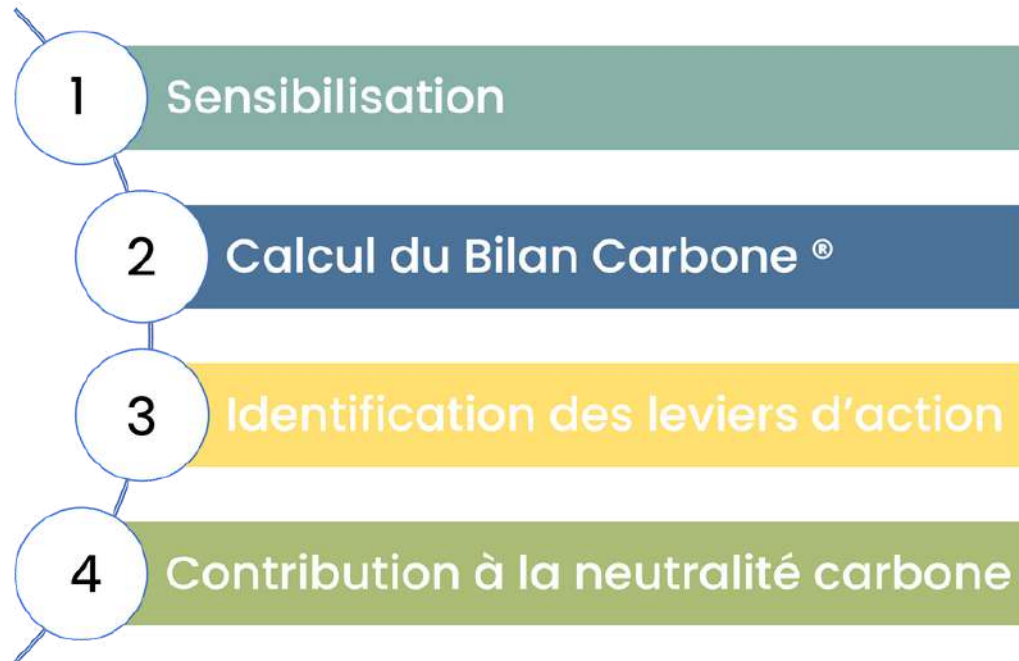 1
Sensibilisation
2
Calcul du Bilan Carbone ®
3
Identification des leviers d’action
4
Contribution à la neutralité carbone